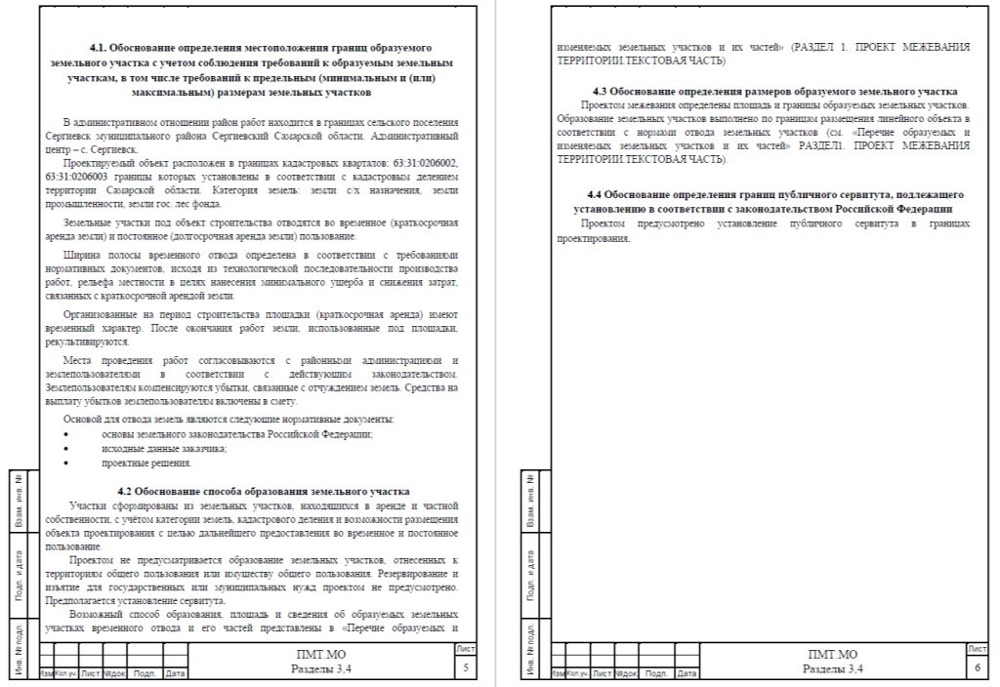 4.1. Обоснование определения местоположения границ образуемого
земельного участка с учетом соблюдения требований к образуемым земельным
участкам, в том числе требований к предельным (минимальным и (или)
максимальным) размерам земельных участков
В административном отношении район работ находится в границах сельского поселения
Сергиевск муниципального района Сергиевский Самарской области. Административный
центр – с. Сергиевск.
Проектируемый объект расположен в границах кадастровых кварталов: 63:31:0206002,
63:31:0206003 границы которых установлены в соответствии с кадастровым делением
территории Самарской области. Категория земель: земли с/х назначения, земли
промышленности, земли гос. лес фонда.
Земельные участки под объект строительства отводятся во временное (краткосрочная
аренда земли) и постоянное (долгосрочная аренда земли) пользование.
Ширина полосы временного отвода определена в соответствии с требованиями
нормативных документов, исходя из технологической последовательности производства
работ, рельефа местности в целях нанесения минимального ущерба и снижения затрат,
связанных с краткосрочной арендой земли.
Организованные на период строительства площадки (краткосрочная аренда) имеют
временный характер. После окончания работ земли, использованные под площадки,
рекультивируются.
Места проведения работ согласовываются с районными администрациями и
землепользователями в соответствии с действующим законодательством.
Землепользователям компенсируются убытки, связанные с отчуждением земель. Средства на
выплату убытков землепользователям включены в смету.
Основой для отвода земель являются следующие нормативные документы:
• основы земельного законодательства Российской Федерации;
• исходные данные заказчика;
• проектные решения.
4.2 Обоснование способа образования земельного участка
Участки сформированы из земельных участков, находящихся в аренде и частной
собственности, с учётом категории земель, кадастрового деления и возможности размещения
объекта проектирования с целью дальнейшего предоставления во временное и постоянное
пользование.
Проектом не предусматривается образование земельных участков, отнесенных к
территориям общего пользования или имуществу общего пользования. Резервирование и
изъятие для государственных или муниципальных нужд проектом не предусмотрено.
Предполагается установление сервитута.
Возможный способ образования, площадь и сведения об образуемых земельных
участках временного отвода и его частей представлены в «Перечне образуемых и
Взам. инв. №
Подп. и дата
Инв. № подл.
Изм Кол.уч. Лист №док Подп. Дата
ПМТ.МО
Разделы 3,4
Лист
5
изменяемых земельных участков и их частей» (РАЗДЕЛ 1. ПРОЕКТ МЕЖЕВАНИЯ
ТЕРРИТОРИИ.ТЕКСТОВАЯ ЧАСТЬ)
4.3 Обоснование определения размеров образуемого земельного участка
Проектом межевания определены площадь и границы образуемых земельных участков.
Образование земельных участков выполнено по границам размещения линейного объекта в
соответствии с нормами отвода земельных участков (см. «Перечне образуемых и
изменяемых земельных участков и их частей» РАЗДЕЛ1. ПРОЕКТ МЕЖЕВАНИЯ
ТЕРРИТОРИИ.ТЕКСТОВАЯ ЧАСТЬ).
4.4 Обоснование определения границ публичного сервитута, подлежащего
установлению в соответствии с законодательством Российской Федерации
Проектом предусмотрено установление публичного сервитута в границах
проектирования.
Взам. инв. №
Подп. и дата
Инв. № подл.
Изм Кол.уч. Лист №док Подп. Дата
ПМТ.МО
Разделы 3,4
Лист
6